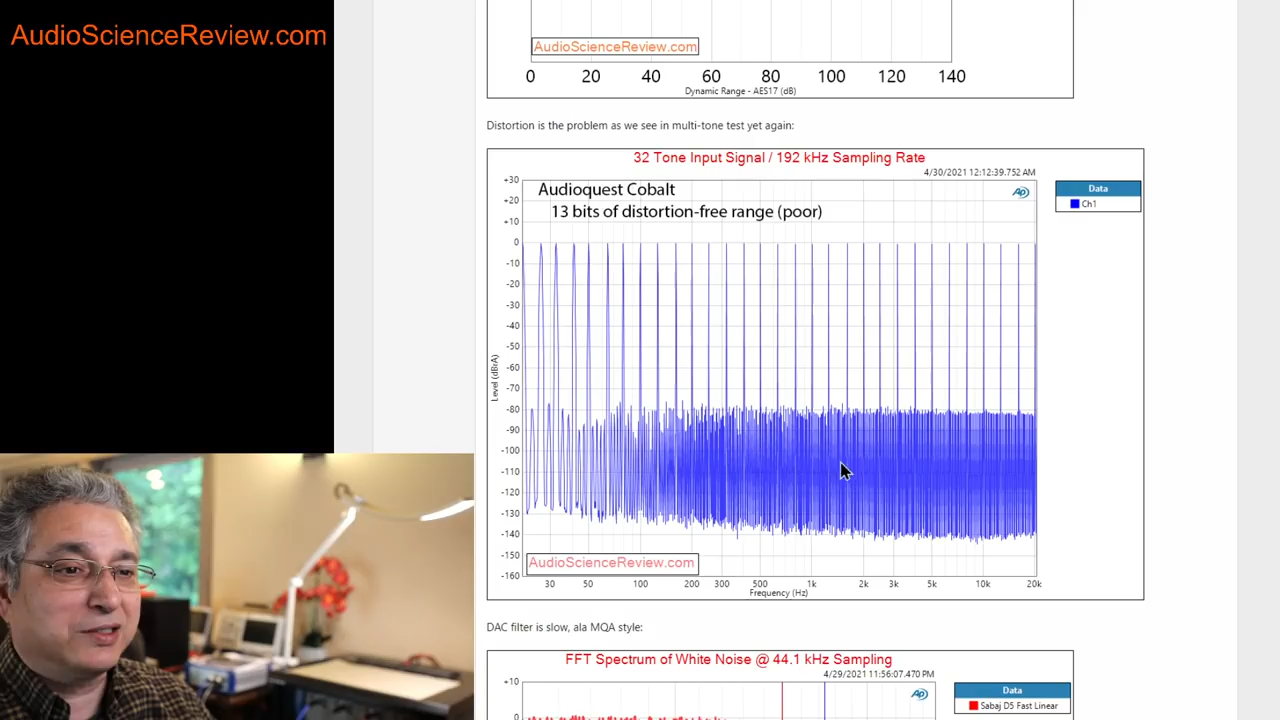 AudioScienceReview.com
AudioScienceReview.com
0 20 40 60 80 100 120 140
Dynamic Range - AES17 (dB)
Distortion is the problem as we see in multi-tone test yet again:
32 Tone Input Signal / 192 kHz Sampling Rate
4/30/2021 12:12:39.752 AM
Audioquest Cobalt
13 bits of distortion-free range (poor)
AP
Data
Ch1
+30
+20
+10
0
-10
-20
-30
-40
-50
-60
-70
-80
-90
-100
-110
-120
-130
-140
-150
-160
Level (dBrA)
AudioScienceReview.com
30 50 100 200 300 500 1k 2k 3k 5k 10k 20k
Frequency (Hz)
DAC filter is slow, ala MQA style:
FFT Spectrum of White Noise @ 44.1 kHz Sampling
4/29/2021 11:56:07.470 PM
+10
0
AP
Data
Sabaj D5 Fast Linear